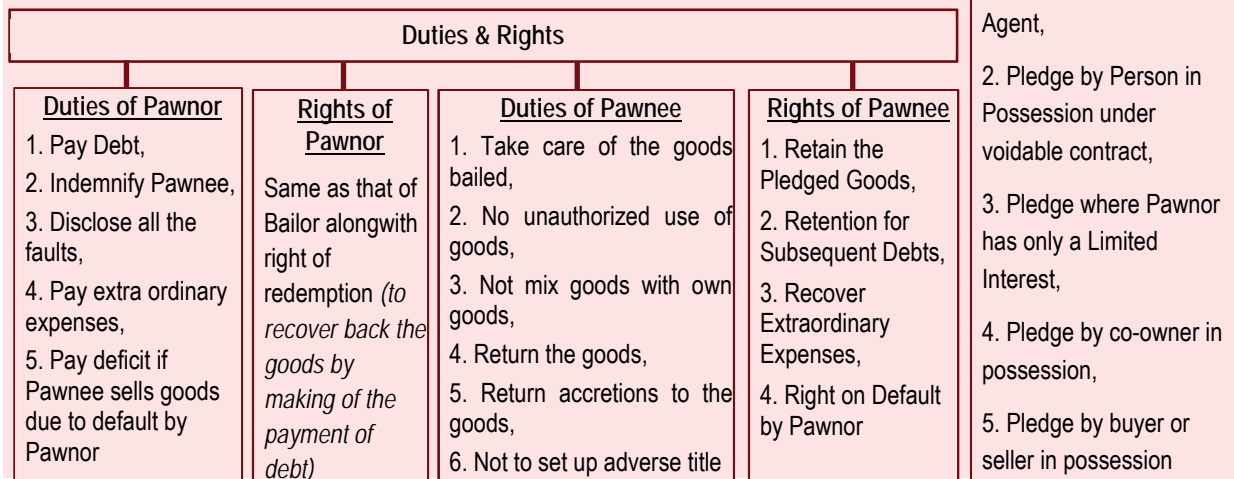 Duties & Rights
Duties of Pawnor
1. Pay Debt,
2. Indemnify Pawnee,
3. Disclose all the
faults,
4. Pay extra ordinary
expenses,
5. Pay deficit if
Pawnee sells goods
due to default by
Pawnor
Rights of
Pawnor
Same as that of
Bailor alongwith
right of
redemption (to
recover back the
goods by
making of the
payment of
debt)
Duties of Pawnee
1. Take care of the goods
bailed,
2. No unauthorized use of
goods,
3. Not mix goods with own
goods,
4. Return the goods,
5. Return accretions to the
goods,
6. Not to set up adverse title
Rights of Pawnee
1. Retain the
Pledged Goods,
2. Retention for
Subsequent Debts,
3. Recover
Extraordinary
Expenses,
4. Right on Default
by Pawnor
Agent,
2. Pledge by Person in
Possession under
voidable contract,
3. Pledge where Pawnor
has only a Limited
Interest,
4. Pledge by co-owner in
possession,
5. Pledge by buyer or
seller in possession